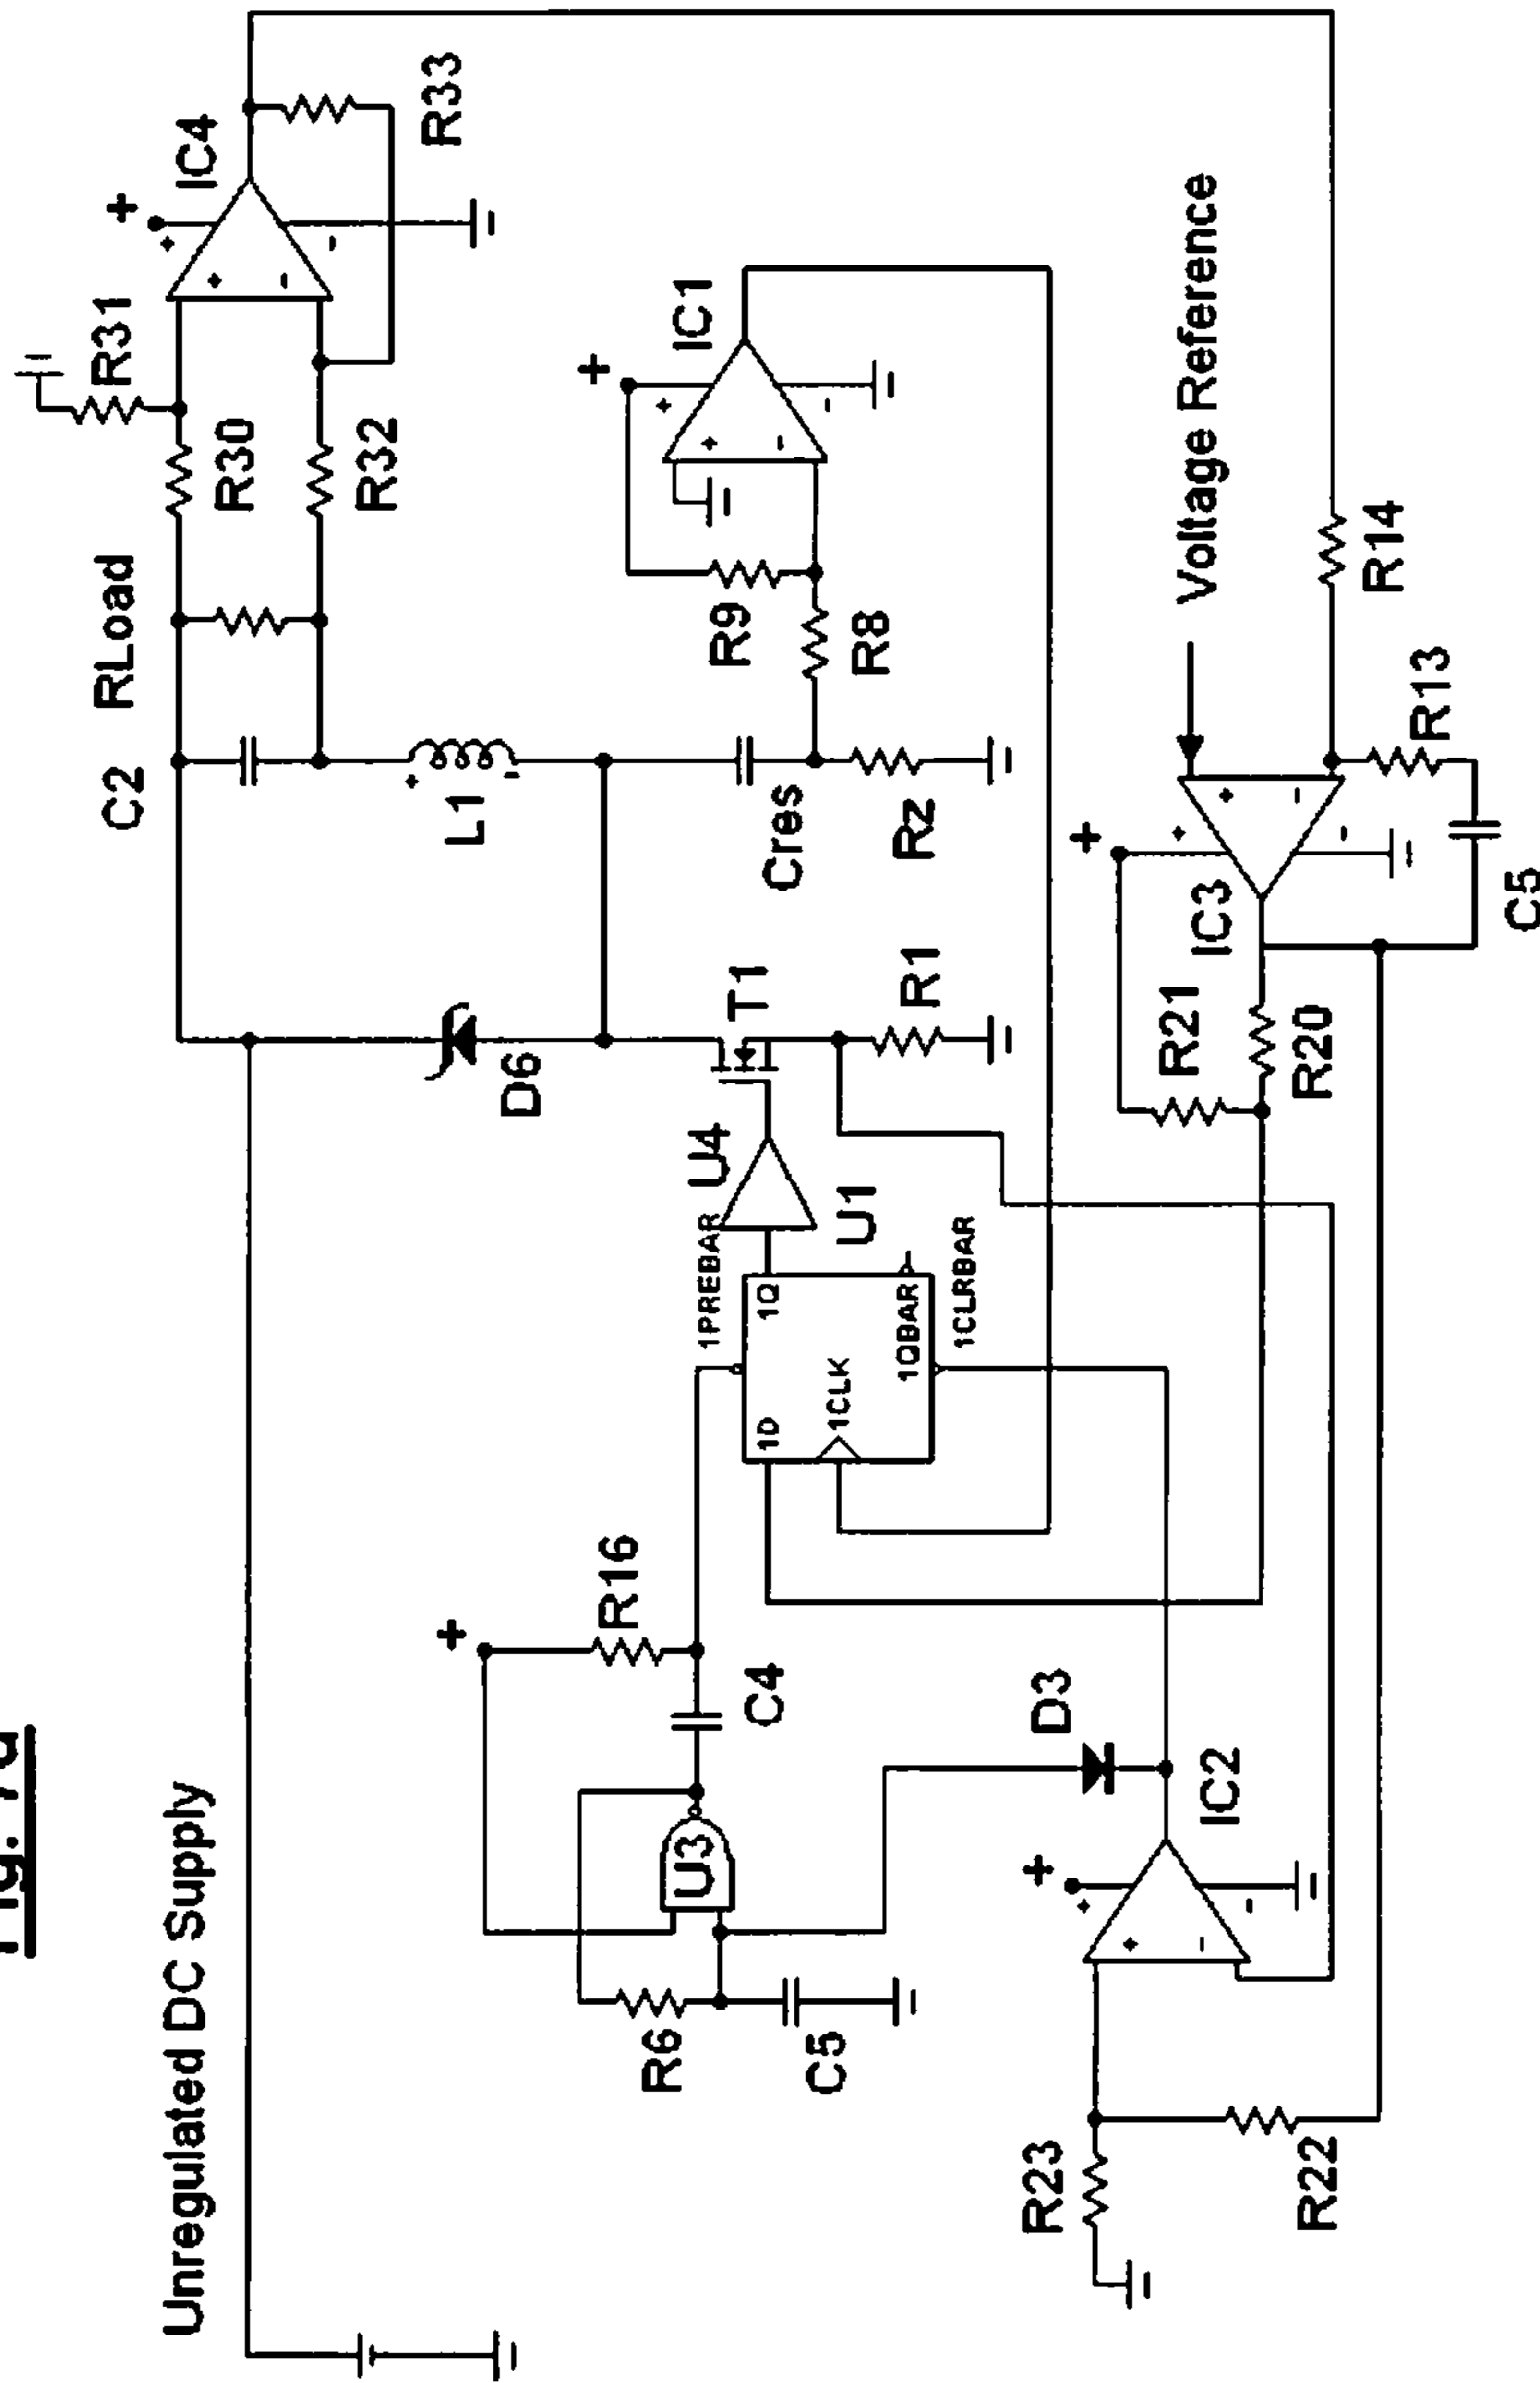 Unregulated DC Supply
C2
RLoad
R31
R30
IC4
+
R32
R33
L1
D6
+
R16
+
R6
U3
C4
1PREBAR
U4
T1
Cres
R9
IC1
1D
1Q
C5
1CLK
U1
R1
Rz
R8
1QBAR
1CLRBAR
R23
+
D3
+
IC2
R21
IC3
Voltage Reference
R22
R20
R14
R13
C5